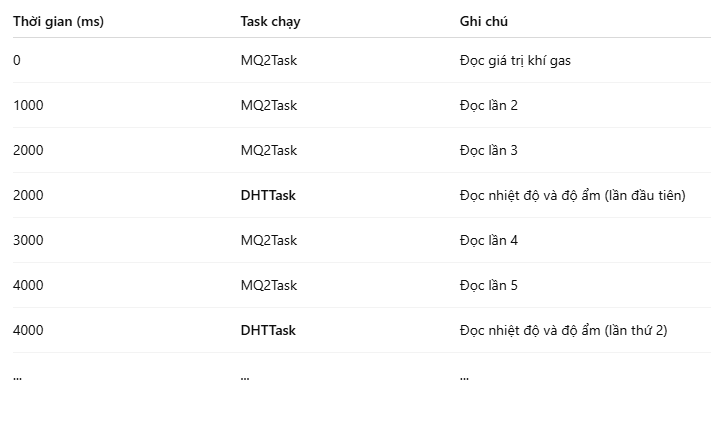 Thời gian (ms) Task chạy Ghi chú
0 MQ2Task Đọc giá trị khí gas
1000 MQ2Task Đọc lần 2
2000 MQ2Task Đọc lần 3
2000 DHTTask Đọc nhiệt độ và độ ẩm (lần đầu tiên)
3000 MQ2Task Đọc lần 4
4000 MQ2Task Đọc lần 5
4000 DHTTask Đọc nhiệt độ và độ ẩm (lần thứ 2)
... ... ...